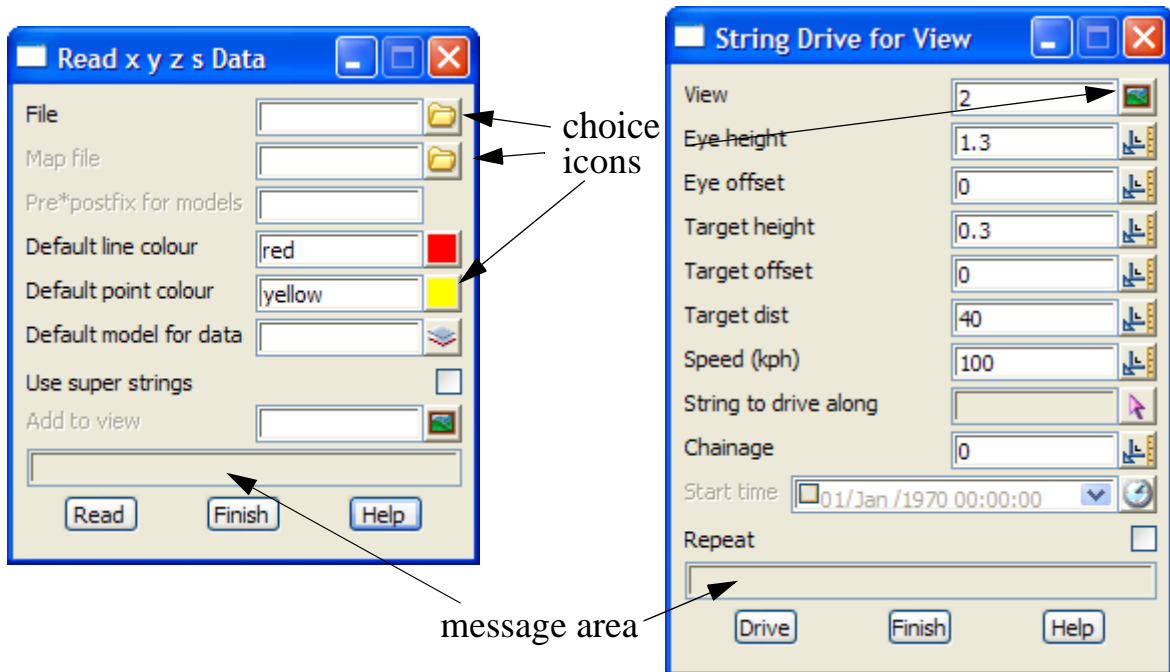 Read x y z s Data
File
Map file
Pre*postfix for models
Default line colour red
Default point colour yellow
Default model for data
Use super strings
Add to view
Read Finish Help
choice
icons
message area
String Drive for View
View 2
Eye height 1.3
Eye offset 0
Target height 0.3
Target offset 0
Target dist 40
Speed (kph) 100
String to drive along
Chainage 0
Start time 01/Jan /1970 00:00:00
Repeat
Drive Finish Help